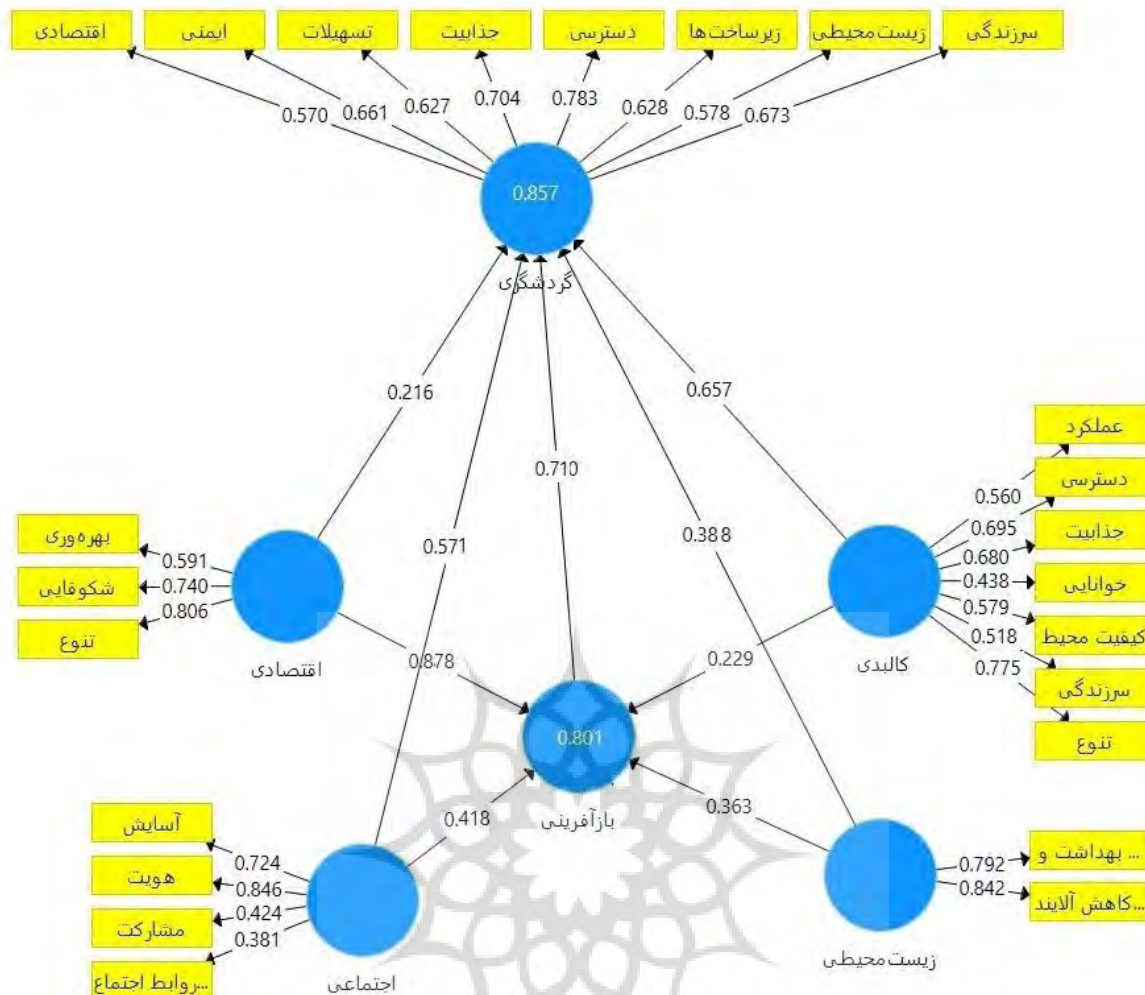 اقتصادی
ایمنی
تسهیلات
جذابیت
دسترسی
زیرساخت‌ها
زیست‌محیطی
سرزندگی
0.570
0.661
0.627
0.704
0.783
0.628
0.578
0.673
0.857
گردشگری
0.216
0.571
0.710
0.388
0.657
بهره‌وری
شکوفایی
تنوع
0.591
0.740
0.806
اقتصادی
عملکرد
دسترسی
جذابیت
خوانایی
کیفیت محیط
سرزندگی
تنوع
0.560
0.695
0.680
0.438
0.579
0.518
0.775
کالبدی
0.878
0.229
0.801
بازآفرینی
0.418
0.363
آسایش
هویت
مشارکت
روابط اجتماع...
0.724
0.846
0.424
0.381
اجتماعی
بهداشت و ...
کاهش آلایند...
0.792
0.842
زیست‌محیطی